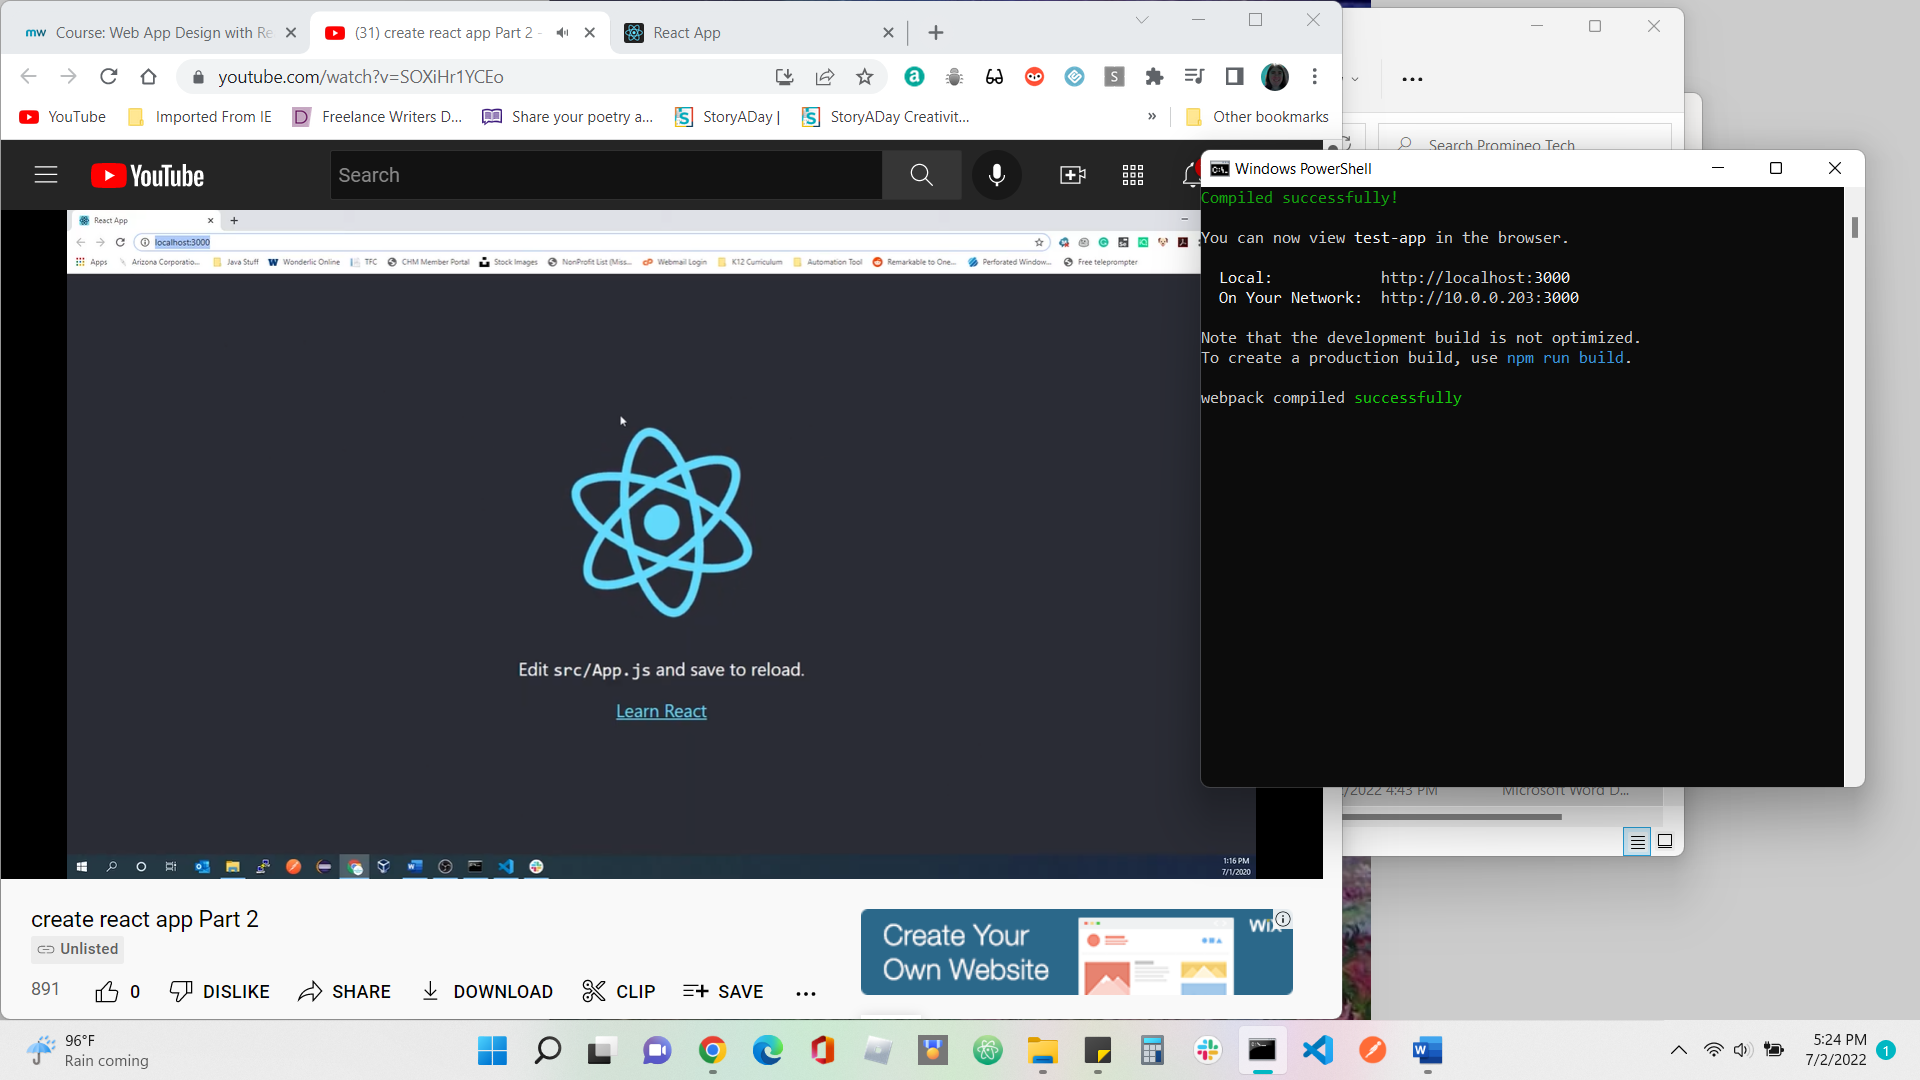 Course: Web App Design with Re
(31) create react app Part 2 -
React App
youtube.com/watch?v=SOXiHr1YCEo
YouTube
Imported From IE
Freelance Writers D...
Share your poetry a...
StoryADay |
StoryADay Creativit...
»
Other bookmarks
Search Promineo Tech
YouTube
Search
React App
localhost:3000
Apps
Arizona Corporatio...
Java Stuff
Wonderlic Online
TFC
CHM Member Portal
Stock Images
NonProfit List (Miss...
Webmail Login
K12 Curriculum
Automation Tool
Remarkable to One...
Perforated Window...
Free teleprompter
Edit src/App.js and save to reload.
Learn React
1:16 PM
7/1/2020
Windows PowerShell
Compiled successfully!
You can now view test-app in the browser.
Local: http://localhost:3000
On Your Network: http://10.0.0.203:3000
Note that the development build is not optimized.
To create a production build, use npm run build.
webpack compiled successfully
/2022 4:43 PM
Microsoft Word D...
create react app Part 2
Unlisted
891
0
DISLIKE
SHARE
DOWNLOAD
CLIP
SAVE
Create Your
Own Website
WiX
96°F
Rain coming
5:24 PM
7/2/2022
1